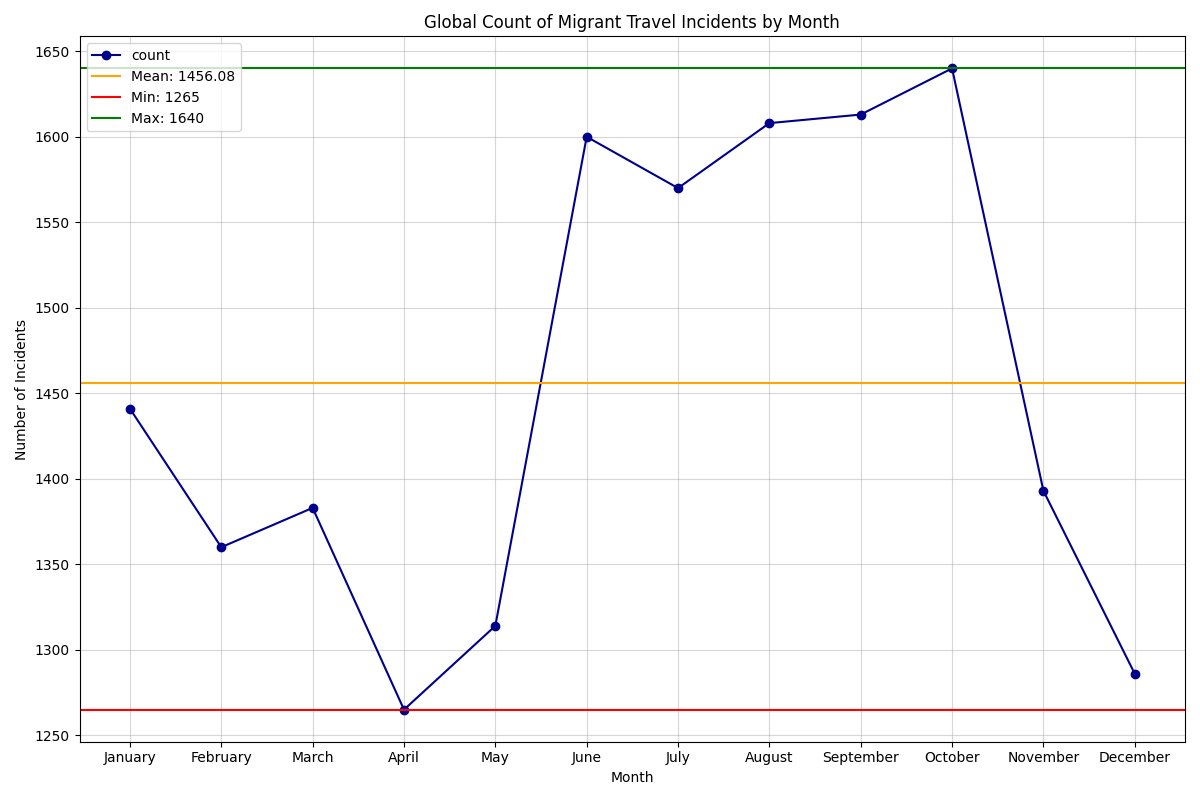 Global Count of Migrant Travel Incidents by Month
count
Mean: 1456.08
Min: 1265
Max: 1640
Number of Incidents
1650
1600
1550
1500
1450
1400
1350
1300
1250
January February March April May June July August September October November December
Month